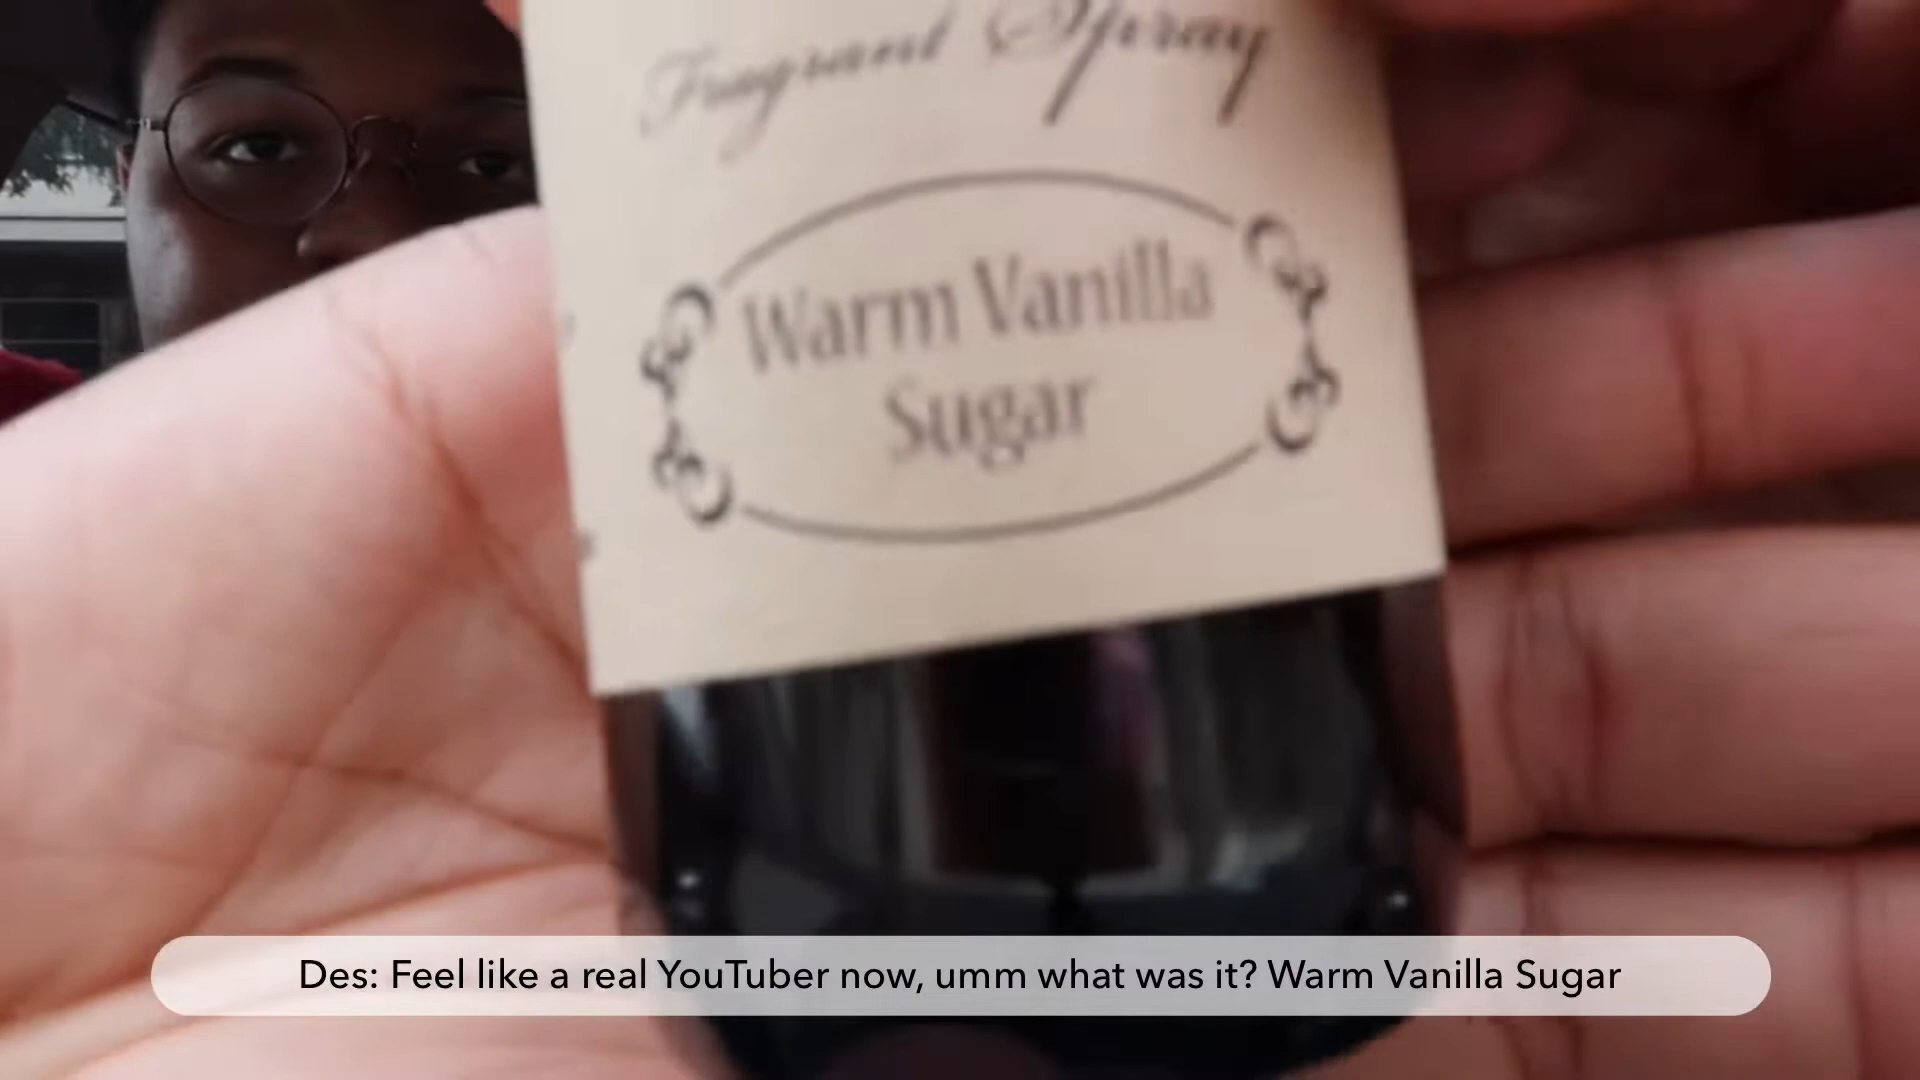 Fragrant Spray
Warm Vanilla
Sugar
Des: Feel like a real YouTuber now, umm what was it? Warm Vanilla Sugar